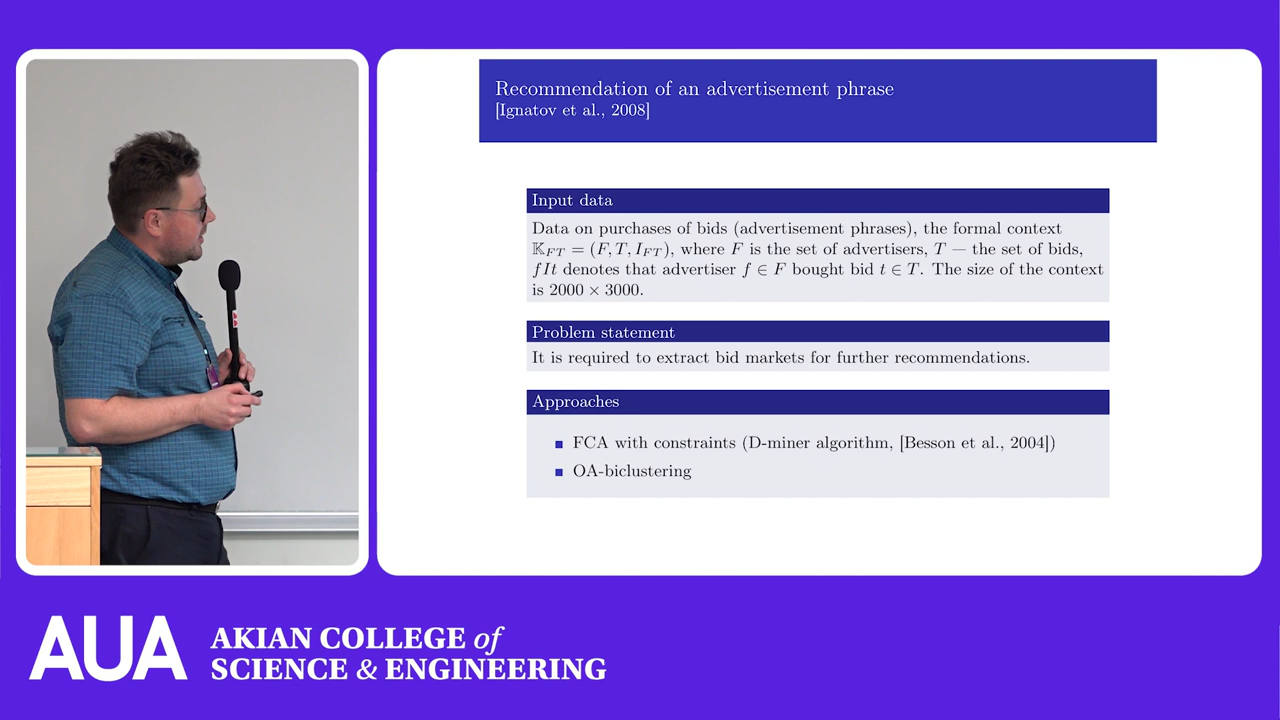 Recommendation of an advertisement phrase
[Ignatov et al., 2008]
Input data
Data on purchases of bids (advertisement phrases), the formal context
𝕂_FT = (F, T, I_FT), where F is the set of advertisers, T — the set of bids,
fIt denotes that advertiser f ∈ F bought bid t ∈ T. The size of the context
is 2000 × 3000.
Problem statement
It is required to extract bid markets for further recommendations.
Approaches
FCA with constraints (D-miner algorithm, [Besson et al., 2004])
OA-biclustering
AUA
AKIAN COLLEGE of
SCIENCE & ENGINEERING